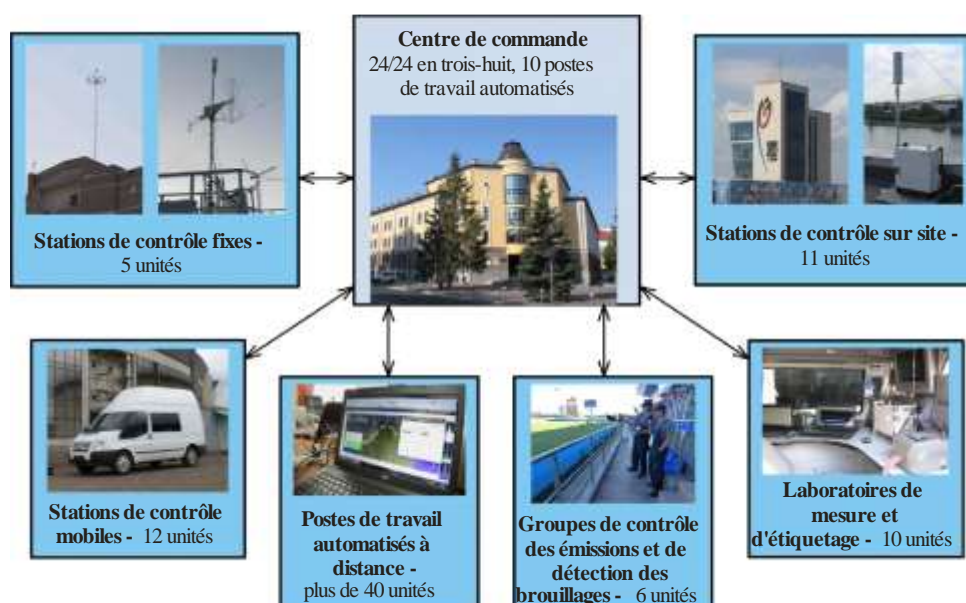 Centre de commande
24/24 en trois-huit, 10 postes
de travail automatisés
Stations de contrôle fixes -
5 unités
Stations de contrôle sur site -
11 unités
Stations de contrôle
mobiles - 12 unités
Postes de travail
automatisés à
distance -
plus de 40 unités
Groupes de contrôle
des émissions et de
détection des
brouillages - 6 unités
Laboratoires de
mesure et
d'étiquetage - 10 unités